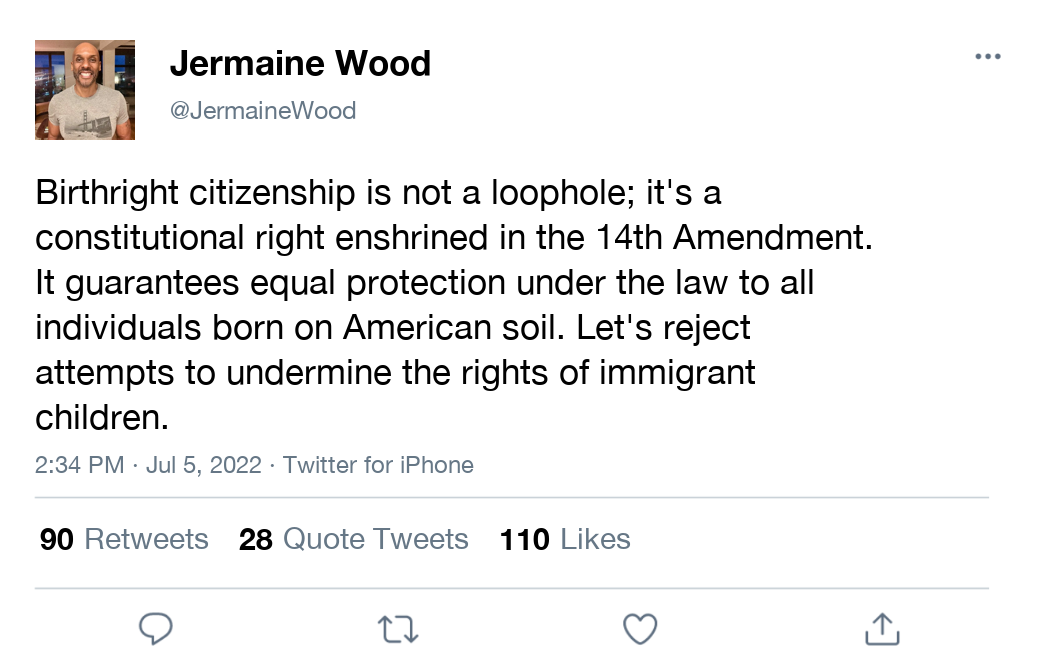 Jermaine Wood
@JermaineWood
Birthright citizenship is not a loophole; it's a
constitutional right enshrined in the 14th Amendment.
It guarantees equal protection under the law to all
individuals born on American soil. Let's reject
attempts to undermine the rights of immigrant
children.
2:34 PM · Jul 5, 2022 · Twitter for iPhone
90 Retweets 28 Quote Tweets 110 Likes